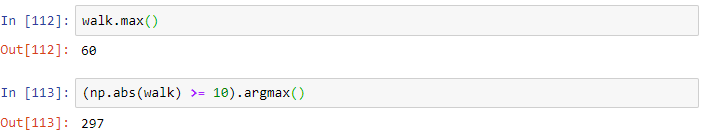 In [112]: walk.max()
Out[112]: 60
In [113]: (np.abs(walk) >= 10).argmax()
Out[113]: 297